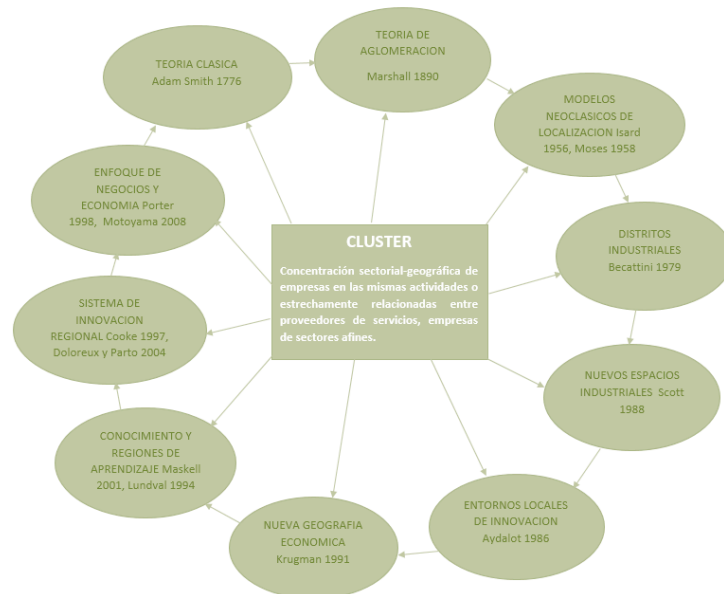 TEORIA CLASICA
Adam Smith 1776
TEORIA DE
AGLOMERACION
Marshall 1890
MODELOS
NEOCLASICOS DE
LOCALIZACION Isard
1956, Moses 1958
DISTRITOS
INDUSTRIALES
Becattini 1979
NUEVOS ESPACIOS
INDUSTRIALES Scott
1988
ENTORNOS LOCALES
DE INNOVACION
Aydalot 1986
NUEVA GEOGRAFIA
ECONOMICA
Krugman 1991
CONOCIMIENTO Y
REGIONES DE
APRENDIZAJE Maskell
2001, Lundval 1994
SISTEMA DE
INNOVACION
REGIONAL Cooke 1997,
Doloreux y Parto 2004
ENFOQUE DE
NEGOCIOS Y
ECONOMIA Porter
1998, Motoyama 2008
CLUSTER
Concentración sectorial-geográfica de
empresas en las mismas actividades o
estrechamente relacionadas entre
proveedores de servicios, empresas
de sectores afines.